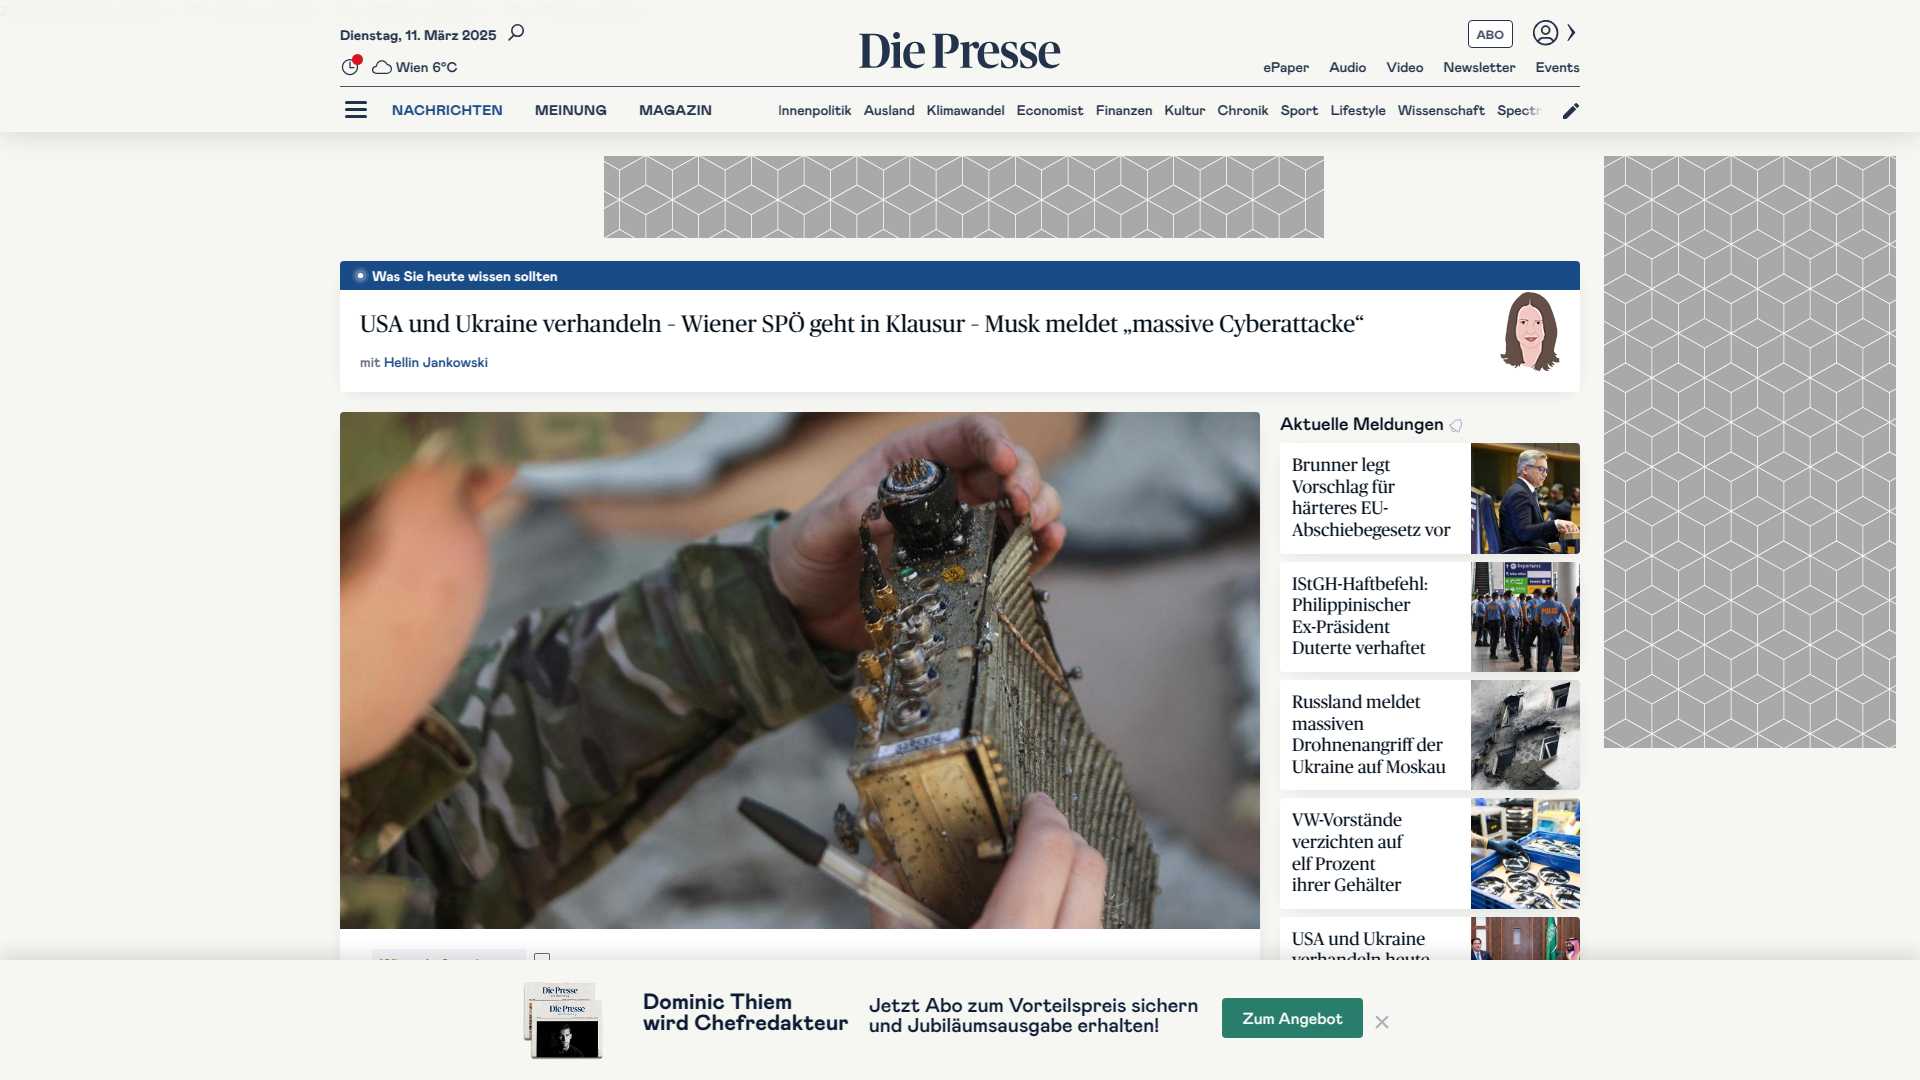 Dienstag, 11. März 2025
Die Presse
ABO
Wien 6°C
ePaper Audio Video Newsletter Events
NACHRICHTEN MEINUNG MAGAZIN
Innenpolitik Ausland Klimawandel Economist Finanzen Kultur Chronik Sport Lifestyle Wissenschaft Spectr
Was Sie heute wissen sollten
USA und Ukraine verhandeln – Wiener SPÖ geht in Klausur – Musk meldet „massive Cyberattacke“
mit Hellin Jankowski
Aktuelle Meldungen
Brunner legt
Vorschlag für
härteres EU-
Abschiebegesetz vor
IStGH-Haftbefehl:
Philippinischer
Ex-Präsident
Duterte verhaftet
POLICE
Russland meldet
massiven
Drohnenangriff der
Ukraine auf Moskau
VW-Vorstände
verzichten auf
elf Prozent
ihrer Gehälter
USA und Ukraine
verhandeln heute
Die Presse
Die Presse
Dominic Thiem
wird Chefredakteur
Jetzt Abo zum Vorteilspreis sichern
und Jubiläumsausgabe erhalten!
Zum Angebot